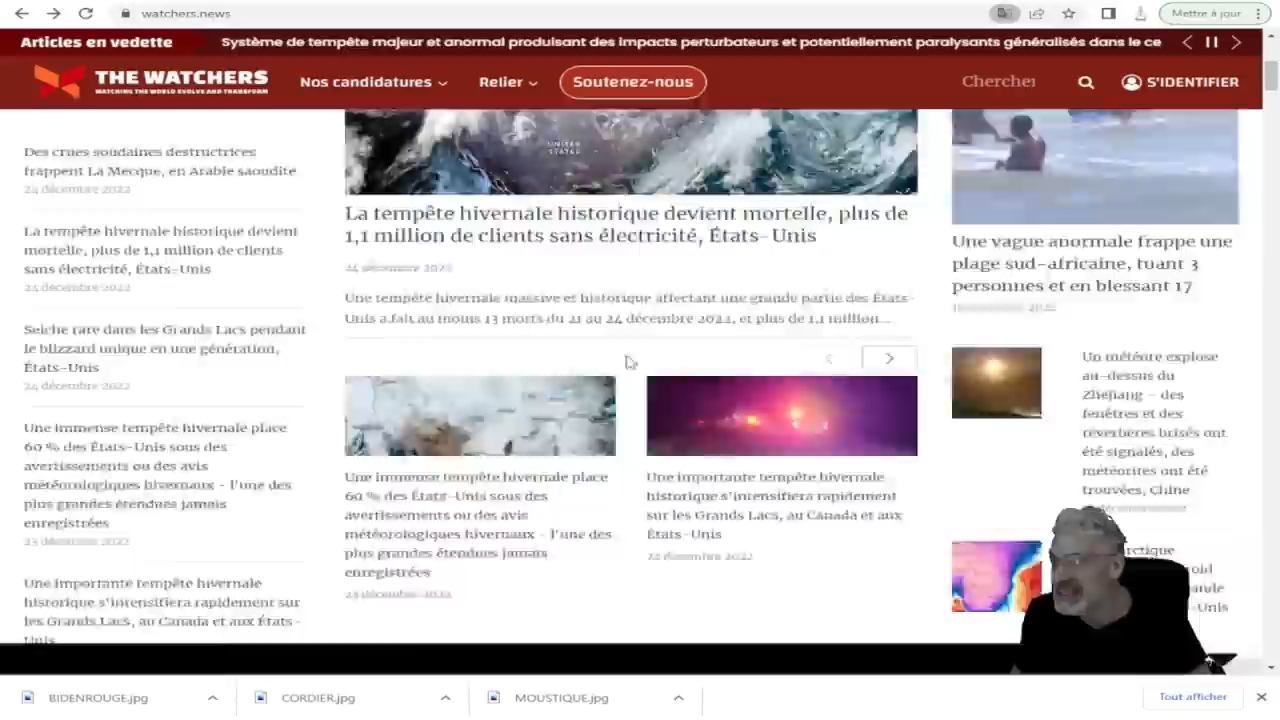 watchers.news
Mettre à jour
Articles en vedette
Système de tempête majeur et anormal produisant des impacts perturbateurs et potentiellement paralysants généralisés dans le ce
THE WATCHERS
WATCHING THE WORLD EVOLVE AND TRANSFORM
Nos candidatures
Relier
Soutenez-nous
Chercher
S'IDENTIFIER
Des crues soudaines destructrices
frappent La Mecque, en Arabie saoudite
24 décembre 2022
La tempête hivernale historique devient
mortelle, plus de 1,1 million de clients
sans électricité, États-Unis
24 décembre 2022
Seiche rare dans les Grands Lacs pendant
le blizzard unique en une génération,
États-Unis
24 décembre 2022
Une immense tempête hivernale place
60 % des États-Unis sous des
avertissements ou des avis
météorologiques hivernaux - l'une des
plus grandes étendues jamais
enregistrées
23 décembre 2022
Une importante tempête hivernale
historique s'intensifiera rapidement sur
les Grands Lacs, au Canada et aux États-
Unis
UNITED
STATES
La tempête hivernale historique devient mortelle, plus de
1,1 million de clients sans électricité, États-Unis
24 décembre 2022
Une tempête hivernale massive et historique affectant une grande partie des États-
Unis a fait au moins 13 morts du 21 au 24 décembre 2022, et plus de 1,1 million...
Une immense tempête hivernale place
60 % des États-Unis sous des
avertissements ou des avis
météorologiques hivernaux - l'une des
plus grandes étendues jamais
enregistrées
23 décembre 2022
Une importante tempête hivernale
historique s'intensifiera rapidement
sur les Grands Lacs, au Canada et aux
États-Unis
22 décembre 2022
Une vague anormale frappe une
plage sud-africaine, tuant 3
personnes et en blessant 17
2022
Un météore explose
au-dessus du
Zhejiang - des
fenêtres et des
réverbères brisés ont
été signalés, des
météorites ont été
trouvées, Chine
rctique
-Unis
BIDENROUGE.jpg
CORDIER.jpg
MOUSTIQUE.jpg
Tout afficher